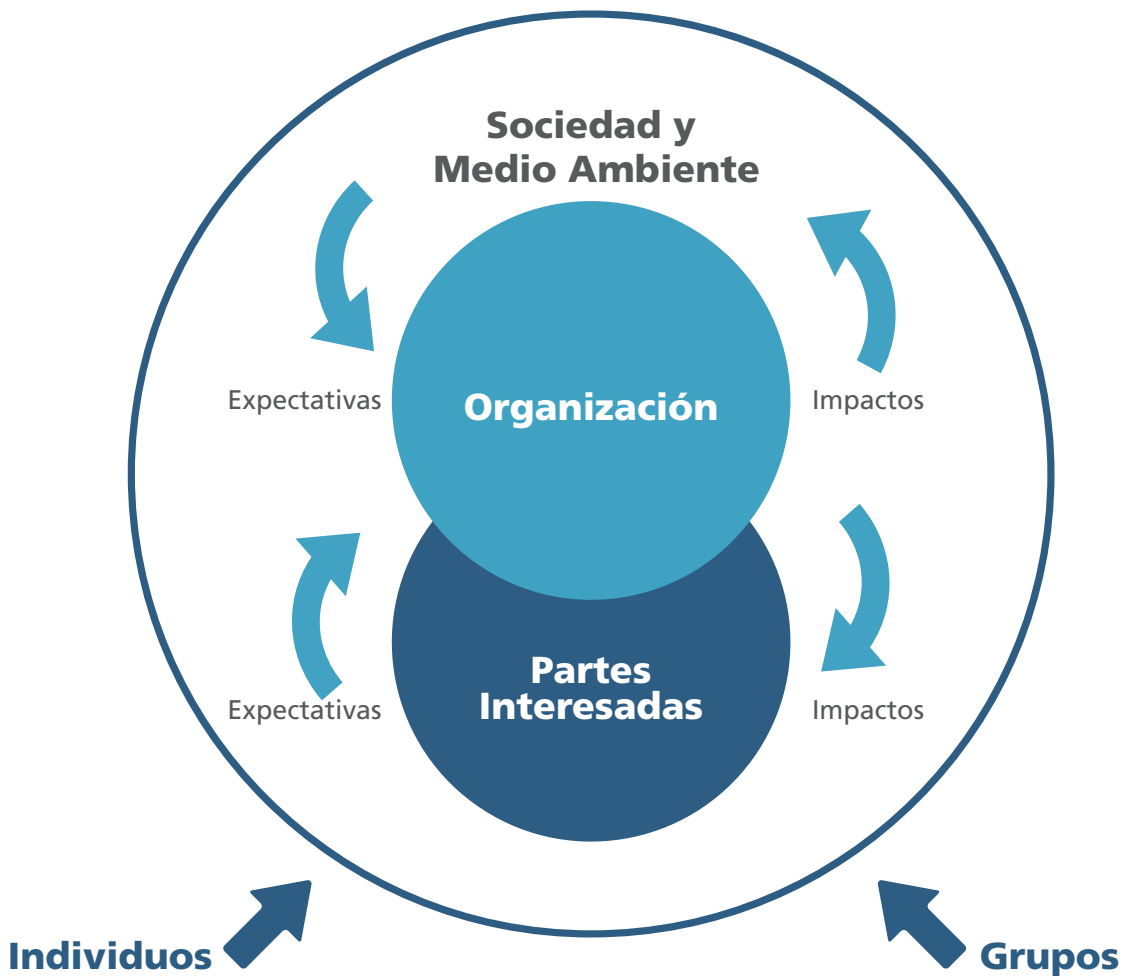 Sociedad y
Medio Ambiente
Expectativas
Organización
Impactos
Partes
Interesadas
Expectativas
Impactos
Individuos
Grupos